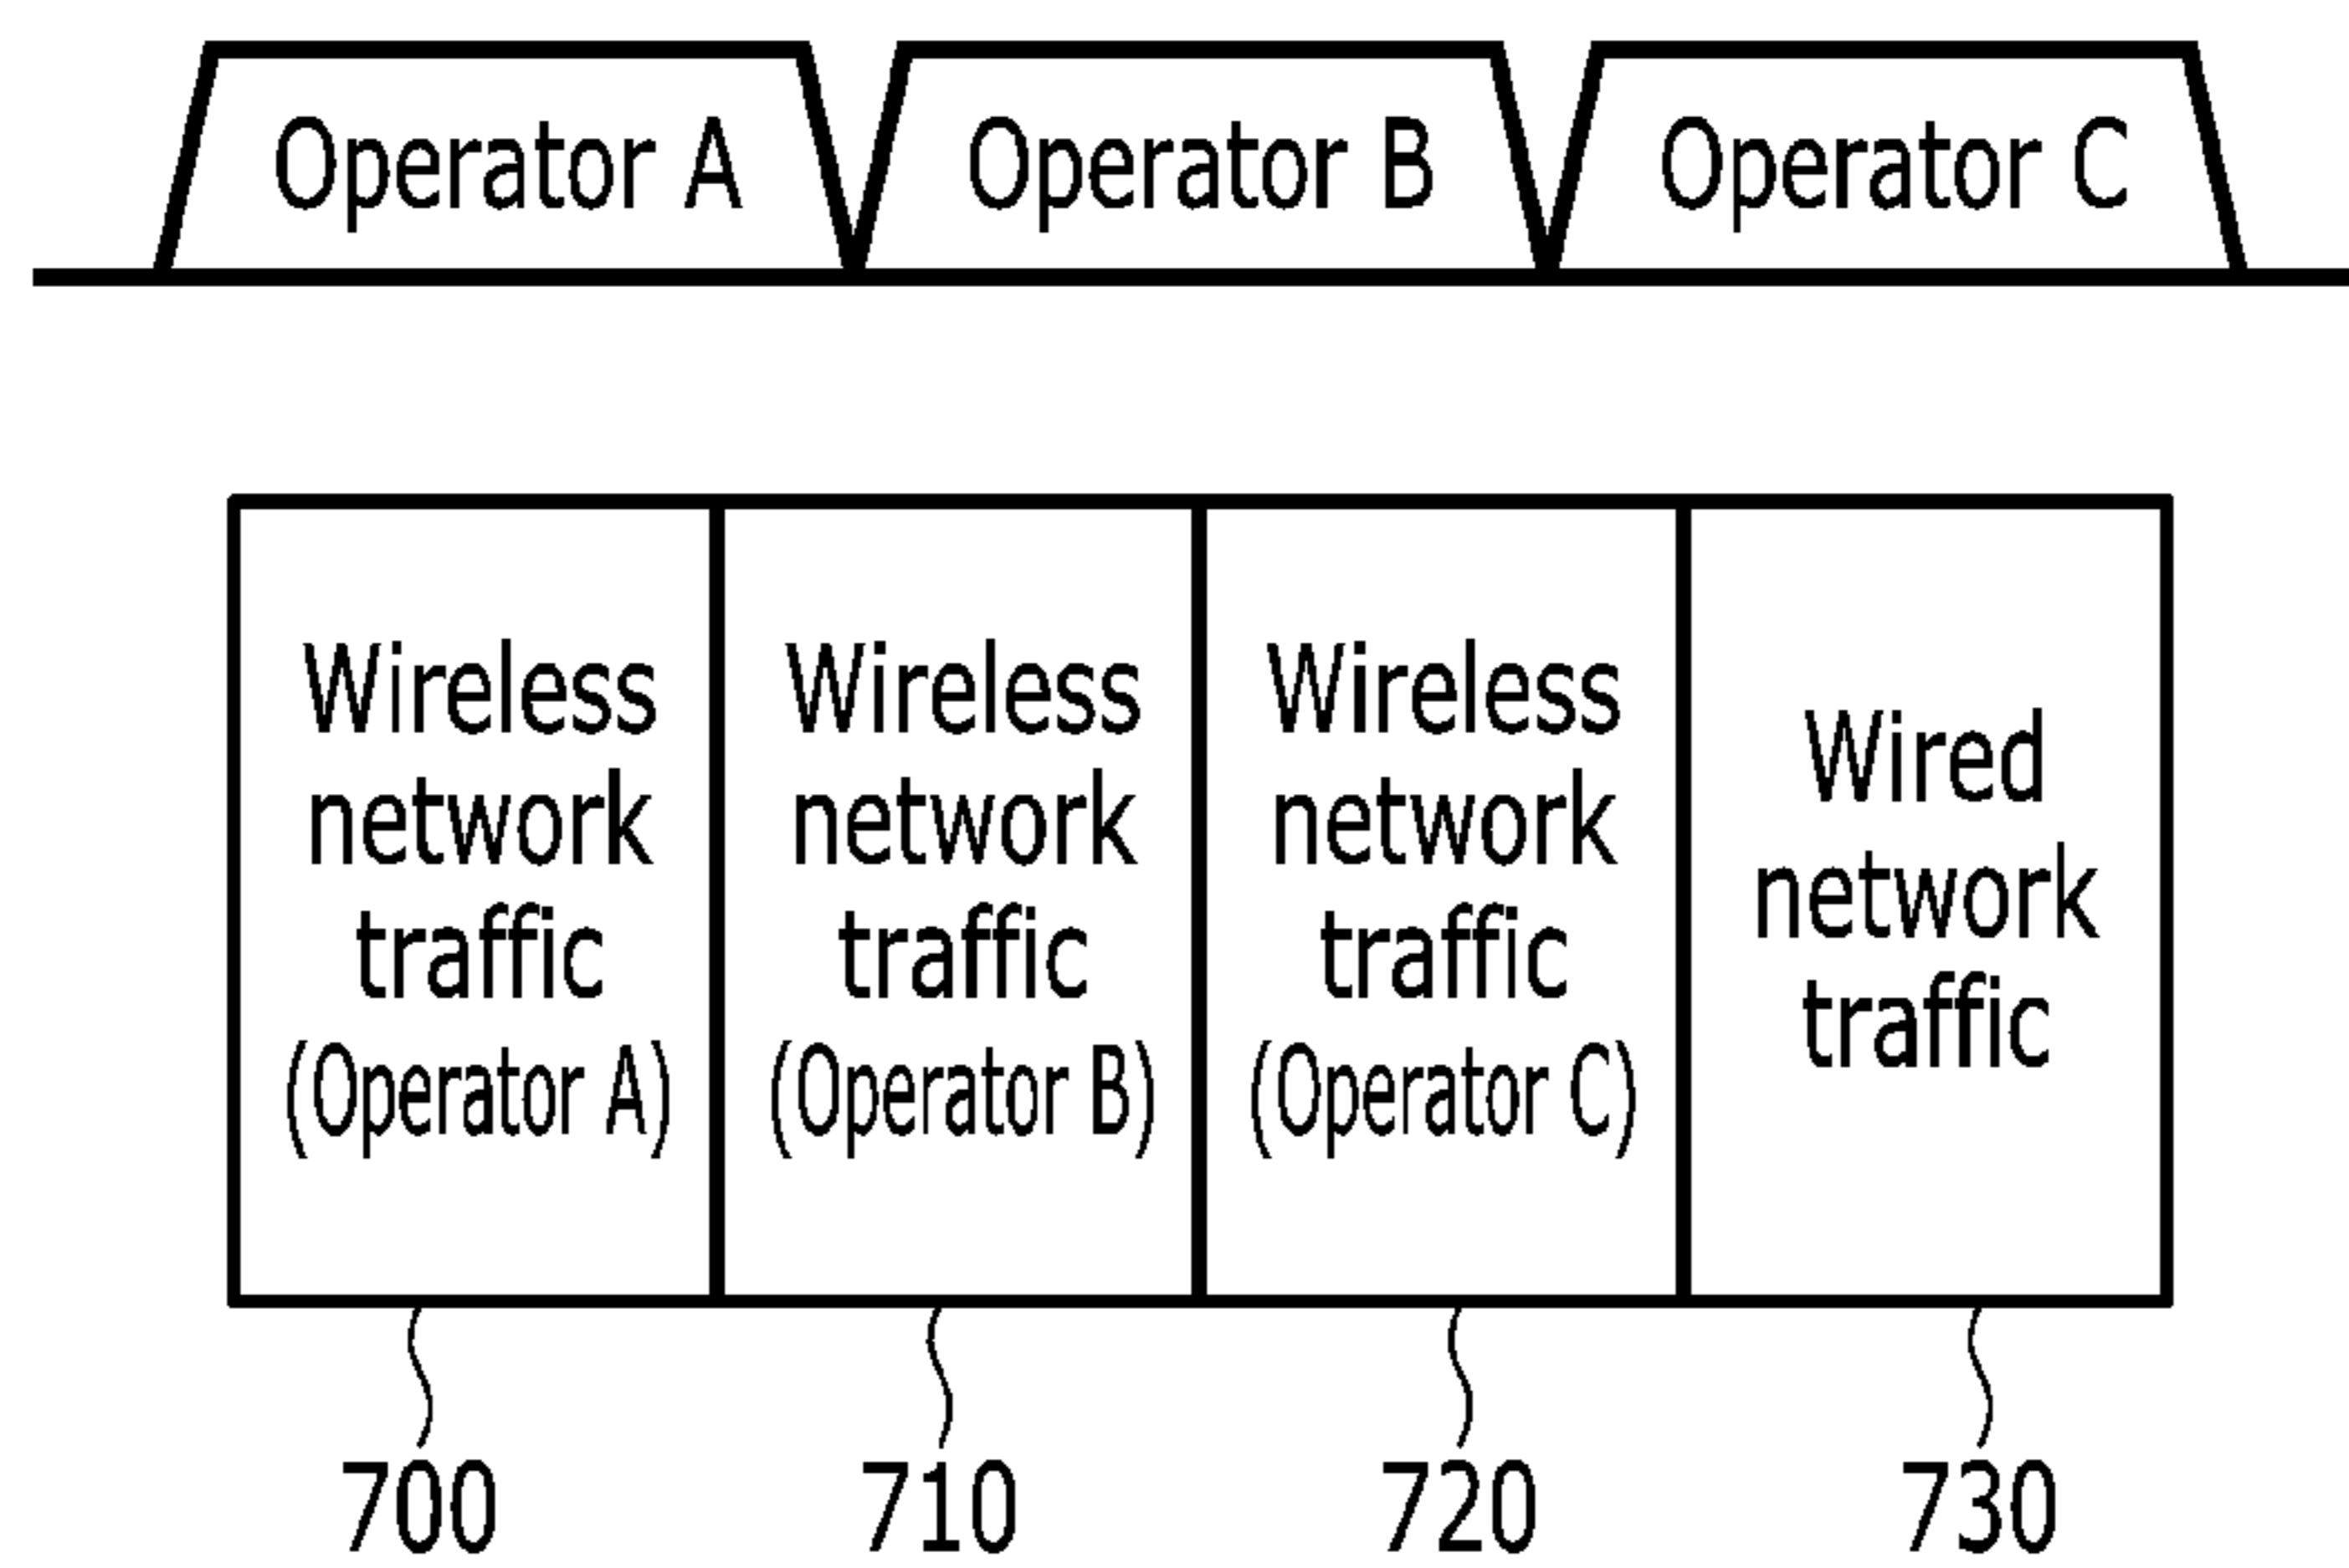 Operator A
Operator B
Operator C
Wireless
network
traffic
(Operator A)
Wireless
network
traffic
(Operator B)
Wireless
network
traffic
(Operator C)
Wired
network
traffic
700
710
720
730